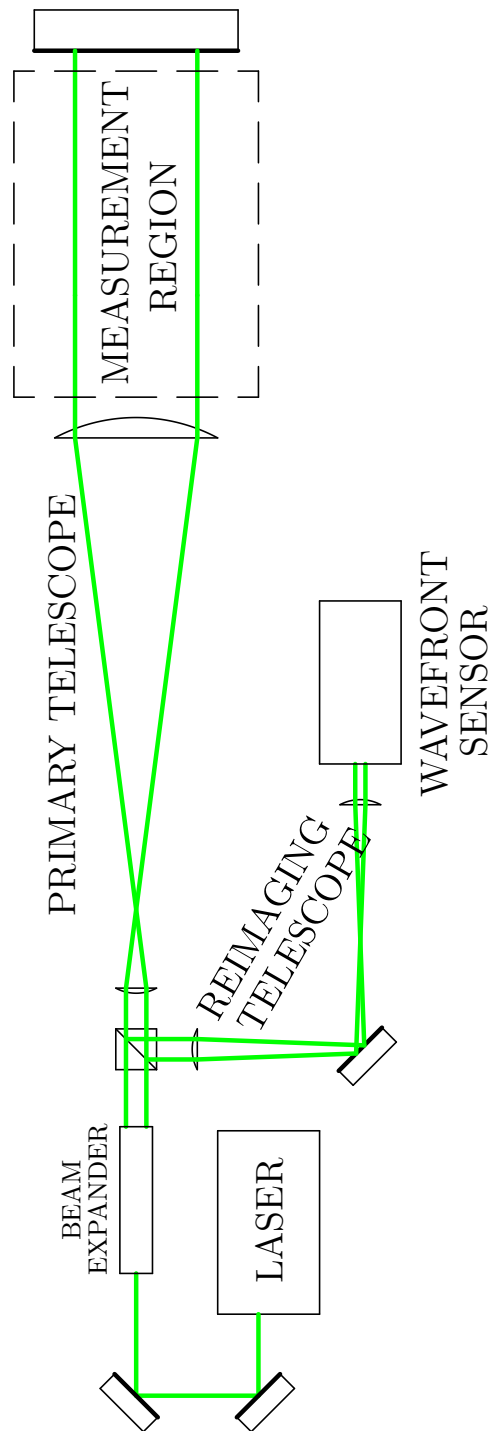 MEASUREMENT
REGION
PRIMARY TELESCOPE
WAVEFRONT
SENSOR
REIMAGING
TELESCOPE
BEAM
EXPANDER
LASER